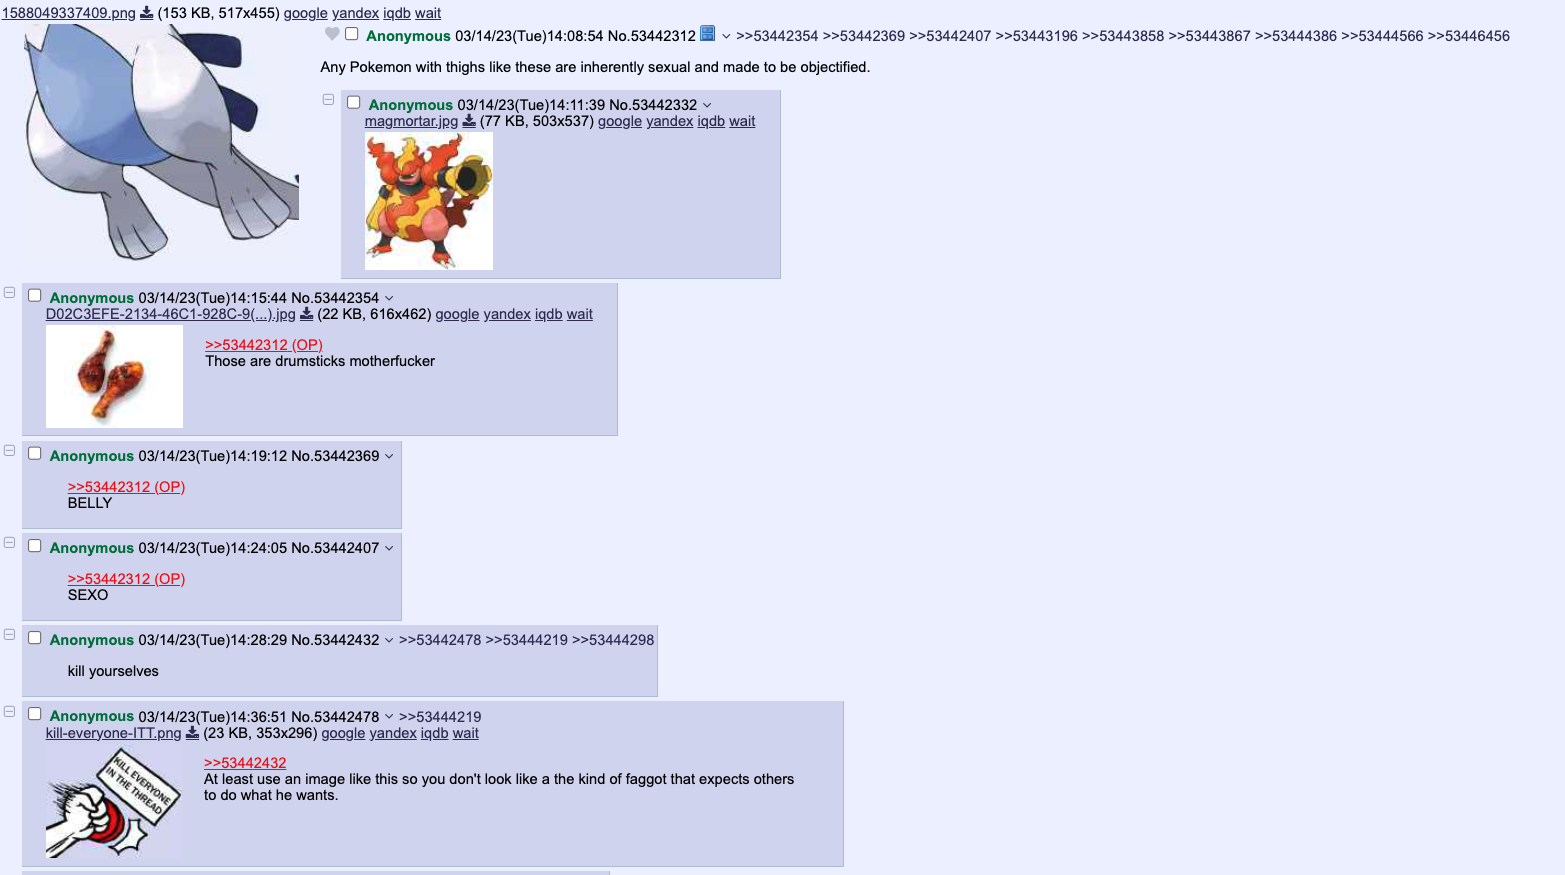 1588049337409.png (153 KB, 517x455) google yandex iqdb wait
Anonymous 03/14/23(Tue)14:08:54 No.53442312 >>53442354 >>53442369 >>53442407 >>53443196 >>53443858 >>53443867 >>53444386 >>53444566 >>53446456
Any Pokemon with thighs like these are inherently sexual and made to be objectified.
Anonymous 03/14/23(Tue)14:11:39 No.53442332
magmortar.jpg (77 KB, 503x537) google yandex iqdb wait
Anonymous 03/14/23(Tue)14:15:44 No.53442354
D02C3EFE-2134-46C1-928C-9(...).jpg (22 KB, 616x462) google yandex iqdb wait
>>53442312 (OP)
Those are drumsticks motherfucker
Anonymous 03/14/23(Tue)14:19:12 No.53442369
>>53442312 (OP)
BELLY
Anonymous 03/14/23(Tue)14:24:05 No.53442407
>>53442312 (OP)
SEXO
Anonymous 03/14/23(Tue)14:28:29 No.53442432 >>53442478 >>53444219 >>53444298
kill yourselves
Anonymous 03/14/23(Tue)14:36:51 No.53442478 >>53444219
kill-everyone-ITT.png (23 KB, 353x296) google yandex iqdb wait
>>53442432
At least use an image like this so you don't look like a the kind of faggot that expects others
to do what he wants.
KILL EVERYONE
IN THE THREAD